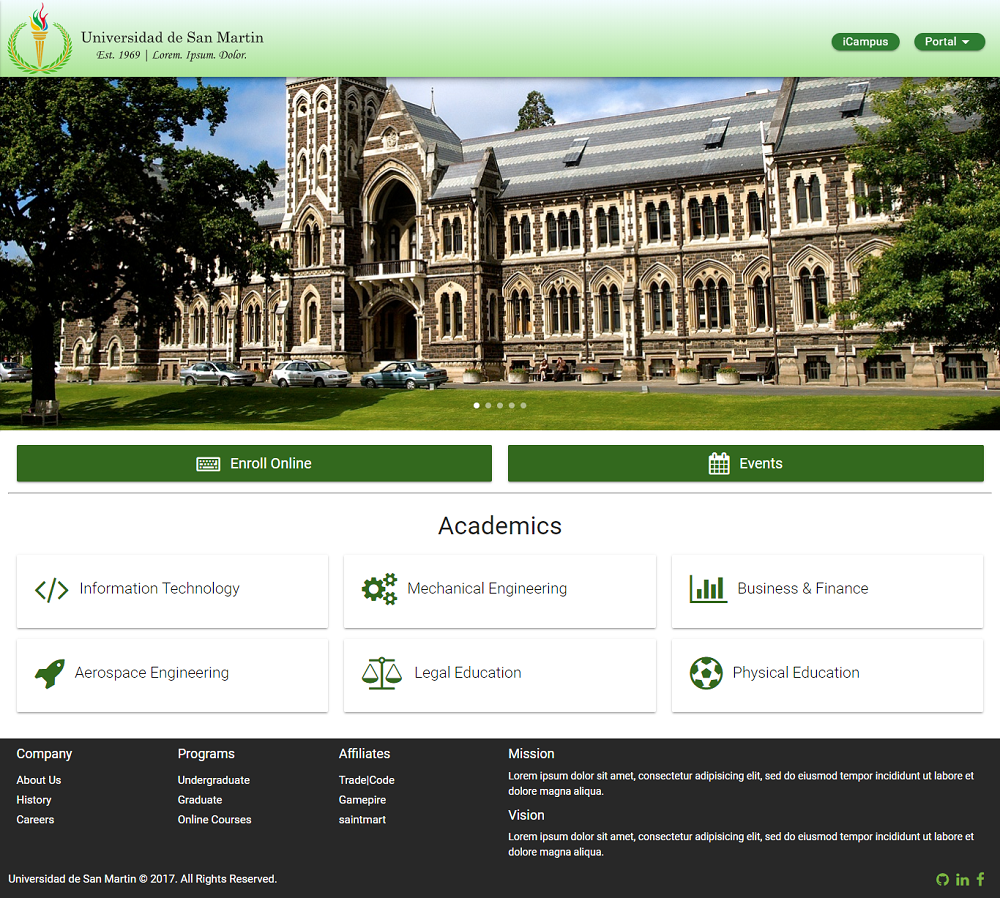 Universidad de San Martin
Est. 1969 | Lorem. Ipsum. Dolor.
iCampus
Portal
Enroll Online
Events
Academics
Information Technology
Mechanical Engineering
Business & Finance
Aerospace Engineering
Legal Education
Physical Education
Company
About Us
History
Careers
Programs
Undergraduate
Graduate
Online Courses
Affiliates
Trade|Code
Gamepire
saintmart
Mission
Lorem ipsum dolor sit amet, consectetur adipisicing elit, sed do eiusmod tempor incididunt ut labore et
dolore magna aliqua.
Vision
Lorem ipsum dolor sit amet, consectetur adipisicing elit, sed do eiusmod tempor incididunt ut labore et
dolore magna aliqua.
Universidad de San Martin © 2017. All Rights Reserved.